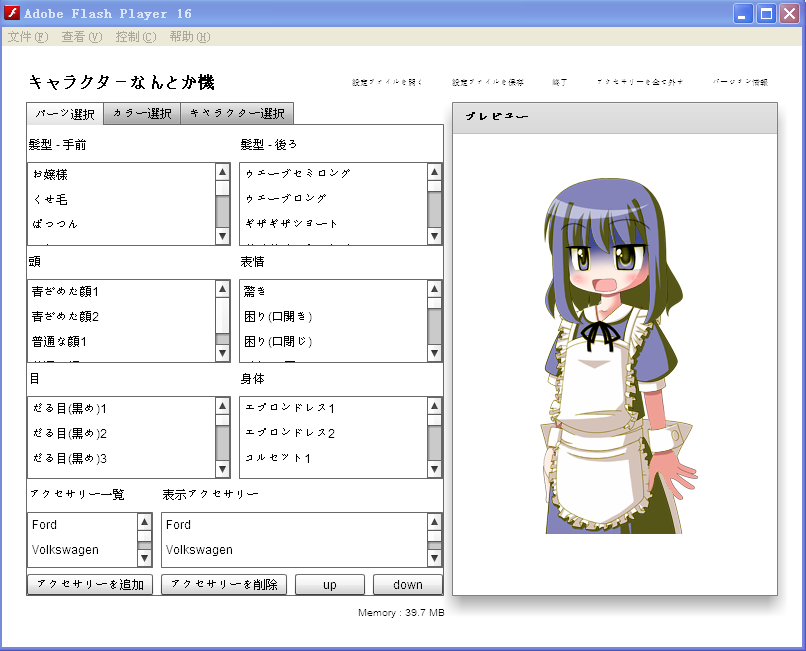 Adobe Flash Player 16
文件(F) 查看(V) 控制(C) 帮助(H)
キャラクターなんとか機
設定ファイルを開く 設定ファイルを保存 終了 アクセサリーを全て外す バージョン情報
パーツ選択 カラー選択 キャラクター選択
プレビュー
髪型 - 手前 髪型 - 後ろ
お嬢様 ウエーブセミロング
くせ毛 ウエーブロング
ぱっつん ギザギザショート
頭 表情
青ざめた顔1 驚き
青ざめた顔2 困り(口開き)
普通な顔1 困り(口閉じ)
目 身体
だる目(黒め)1 エプロンドレス1
だる目(黒め)2 エプロンドレス2
だる目(黒め)3 コルセット1
アクセサリー一覧 表示アクセサリー
Ford Ford
Volkswagen Volkswagen
アクセサリーを追加 アクセサリーを削除 up down
Memory : 39.7 MB